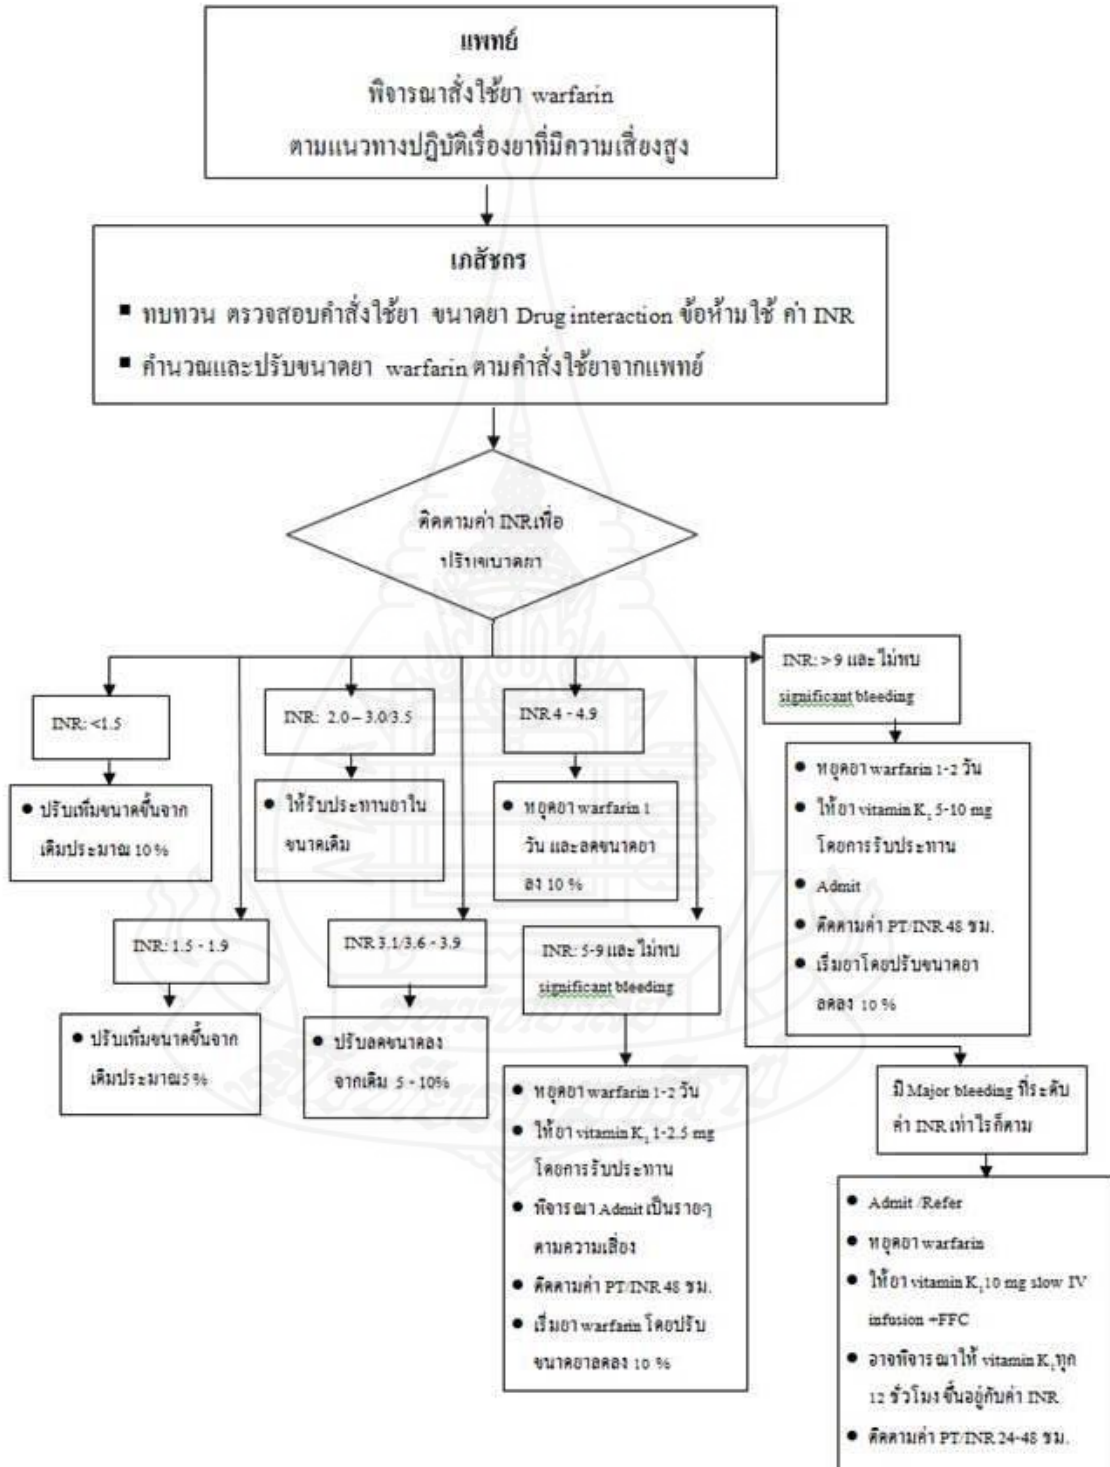 แพทย์
พิจารณาสั่งใช้ยา warfarin
ตามแนวทางปฏิบัติเรื่องยาที่มีความเสี่ยงสูง
เภสัชกร
▪ ทบทวน ตรวจสอบคำสั่งใช้ยา ขนาดยา Drug interaction ข้อห้ามใช้ ค่า INR
▪ คำนวณและปรับขนาดยา warfarin ตามคำสั่งใช้ยาจากแพทย์
ติดตามค่า INR เพื่อ
ปรับขนาดยา
INR: <1.5
● ปรับเพิ่มขนาดขึ้นจาก
เดิมประมาณ 10 %
INR: 1.5 - 1.9
● ปรับเพิ่มขนาดขึ้นจาก
เดิมประมาณ 5 %
INR: 2.0 – 3.0/3.5
● ให้รับประทานยาใน
ขนาดเดิม
INR 3.1/3.6 - 3.9
● ปรับลดขนาดลง
จากเดิม 5 - 10%
INR 4 - 4.9
● หยุดยา warfarin 1
วัน และลดขนาดยา
ลง 10 %
INR: 5-9 และ ไม่พบ
significant bleeding
● หยุดยา warfarin 1-2 วัน
● ให้ยา vitamin K₁ 1-2.5 mg
โดยการรับประทาน
● พิจารณา Admit เป็นรายๆ
ตามความเสี่ยง
● ติดตามค่า PT/INR 48 ชม.
● เริ่มยา warfarin โดยปรับ
ขนาดยาลดลง 10 %
INR: > 9 และ ไม่พบ
significant bleeding
● หยุดยา warfarin 1-2 วัน
● ให้ยา vitamin K₁ 5-10 mg
โดยการรับประทาน
● Admit
● ติดตามค่า PT/INR 48 ชม.
● เริ่มยาโดยปรับขนาดยา
ลดลง 10 %
มี Major bleeding ที่ระดับ
ค่า INR เท่าไรก็ตาม
● Admit /Refer
● หยุดยา warfarin
● ให้ยา vitamin K₁ 10 mg slow IV
infusion +FFC
● อาจพิจารณาให้ vitamin K₁ ทุก
12 ชั่วโมง ขึ้นอยู่กับค่า INR
● ติดตามค่า PT/INR 24-48 ชม.